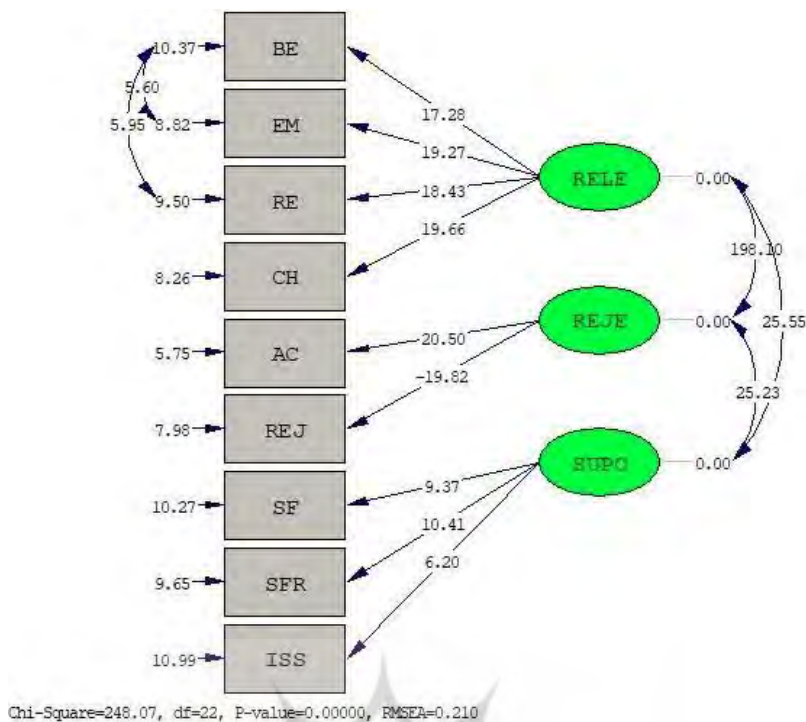 10.37 BE
17.28
5.60
5.95 8.82 EM
19.27
RELE 0.00
9.50 RE
18.43
19.66
198.10
8.26 CH
REJE 0.00 25.55
20.50
5.75 AC
-19.82
25.23
7.98 REJ
SUPO 0.00
9.37
10.27 SF
10.41
6.20
9.65 SFR
10.99 ISS
Chi-Square=248.07, df=22, P-value=0.00000, RMSEA=0.210